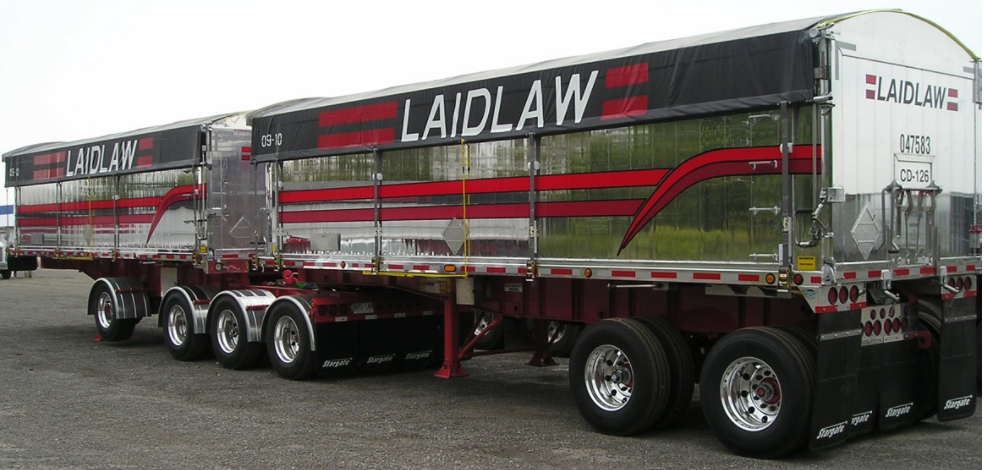 LAIDLAW
09-10
LAIDLAW
LAIDLAW
047583
CD-126
Stargate
Stargate
Stargate
Stargate
Stargate
Stargate